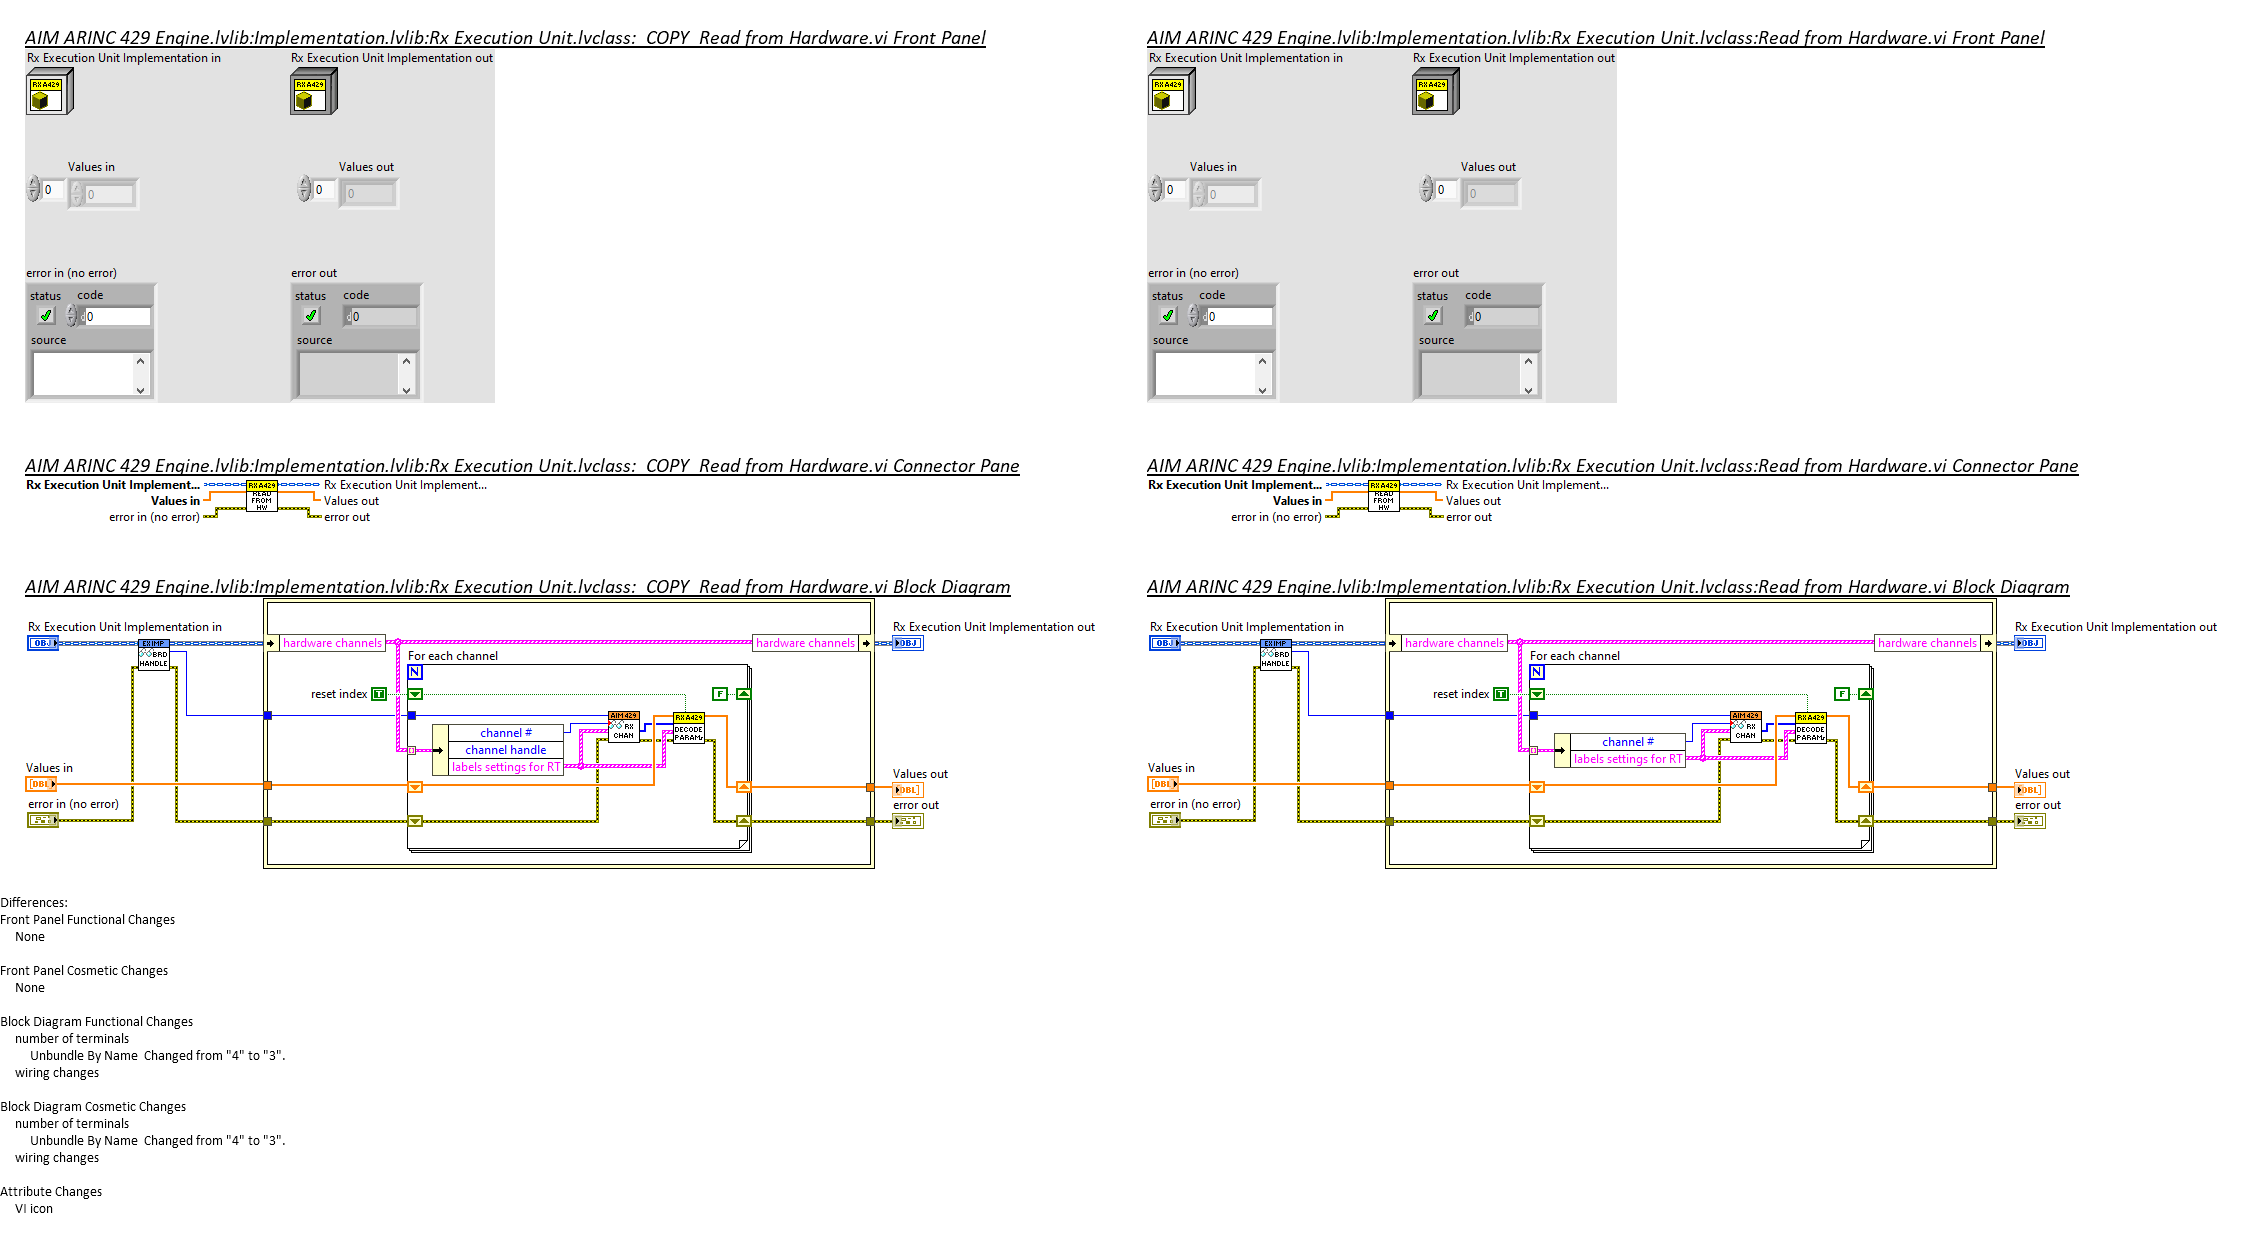 AIM ARINC 429 Engine.lvlib:Implementation.lvlib:Rx Execution Unit.lvclass:  COPY  Read from Hardware.vi Front Panel
Rx Execution Unit Implementation in
Rx Execution Unit Implementation out
RX A429
RX A429
Values in
Values out
0
0
0
0
error in (no error)
error out
status
code
status
code
d0
d0
source
source
AIM ARINC 429 Engine.lvlib:Implementation.lvlib:Rx Execution Unit.lvclass:  COPY  Read from Hardware.vi Connector Pane
Rx Execution Unit Implement...
RX A429
Rx Execution Unit Implement...
Values in
READ
FROM
HW
Values out
error in (no error)
error out
AIM ARINC 429 Engine.lvlib:Implementation.lvlib:Rx Execution Unit.lvclass:  COPY  Read from Hardware.vi Block Diagram
Rx Execution Unit Implementation in
OBJ
EXIMP
BRD
HANDLE
hardware channels
hardware channels
Rx Execution Unit Implementation out
OBJ
For each channel
N
reset index
T
F
channel #
channel handle
labels settings for RT
AIM429
RX
CHAN
RX A429
DECODE
PARAMs
Values in
[DBL]
Values out
[DBL]
error in (no error)
error out
AIM ARINC 429 Engine.lvlib:Implementation.lvlib:Rx Execution Unit.lvclass:Read from Hardware.vi Front Panel
Rx Execution Unit Implementation in
Rx Execution Unit Implementation out
RX A429
RX A429
Values in
Values out
0
0
0
0
error in (no error)
error out
status
code
status
code
d0
d0
source
source
AIM ARINC 429 Engine.lvlib:Implementation.lvlib:Rx Execution Unit.lvclass:Read from Hardware.vi Connector Pane
Rx Execution Unit Implement...
RX A429
Rx Execution Unit Implement...
Values in
READ
FROM
HW
Values out
error in (no error)
error out
AIM ARINC 429 Engine.lvlib:Implementation.lvlib:Rx Execution Unit.lvclass:Read from Hardware.vi Block Diagram
Rx Execution Unit Implementation in
OBJ
EXIMP
BRD
HANDLE
hardware channels
hardware channels
Rx Execution Unit Implementation out
OBJ
For each channel
N
reset index
T
F
channel #
labels settings for RT
AIM429
RX
CHAN
RX A429
DECODE
PARAMs
Values in
[DBL]
Values out
[DBL]
error in (no error)
error out
Differences:
Front Panel Functional Changes
None
Front Panel Cosmetic Changes
None
Block Diagram Functional Changes
number of terminals
Unbundle By Name  Changed from "4" to "3".
wiring changes
Block Diagram Cosmetic Changes
number of terminals
Unbundle By Name  Changed from "4" to "3".
wiring changes
Attribute Changes
VI icon